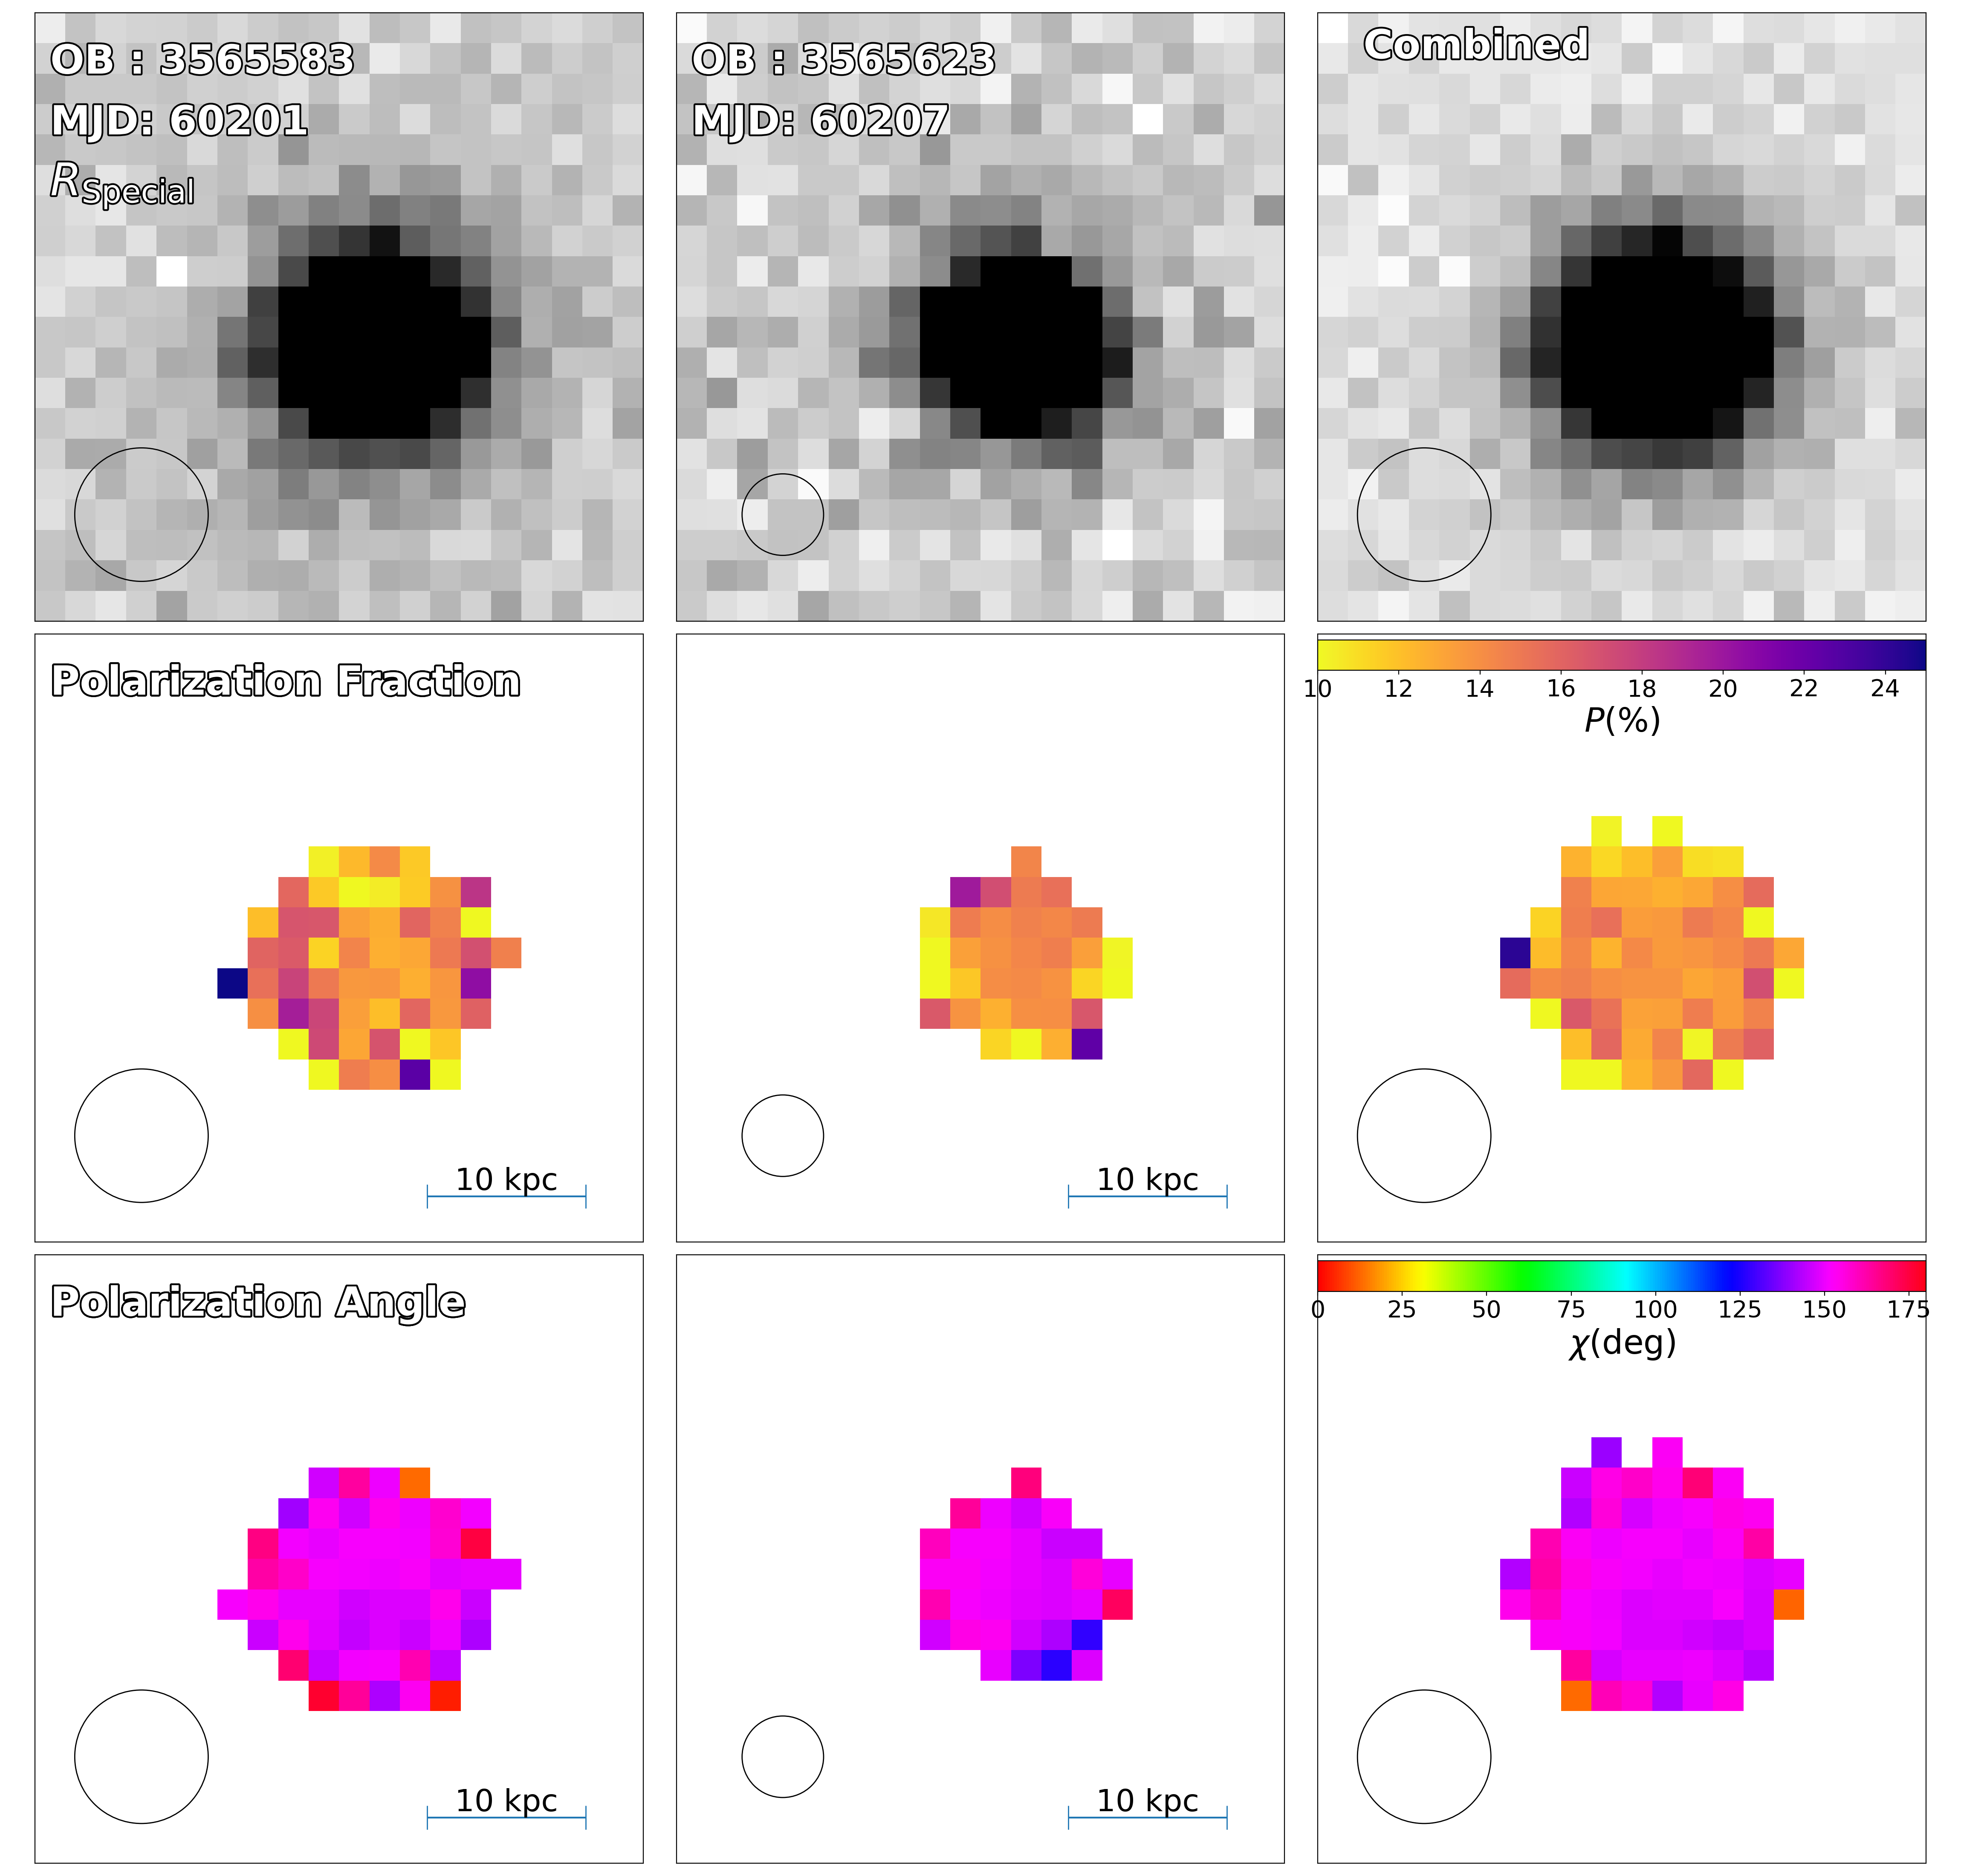 OB : 3565583
MJD: 60201
R Special
OB : 3565623
MJD: 60207
Combined
Polarization Fraction
10 kpc
10 kpc
10 12 14 16 18 20 22 24
P(%)
Polarization Angle
10 kpc
10 kpc
0 25 50 75 100 125 150 175
χ(deg)